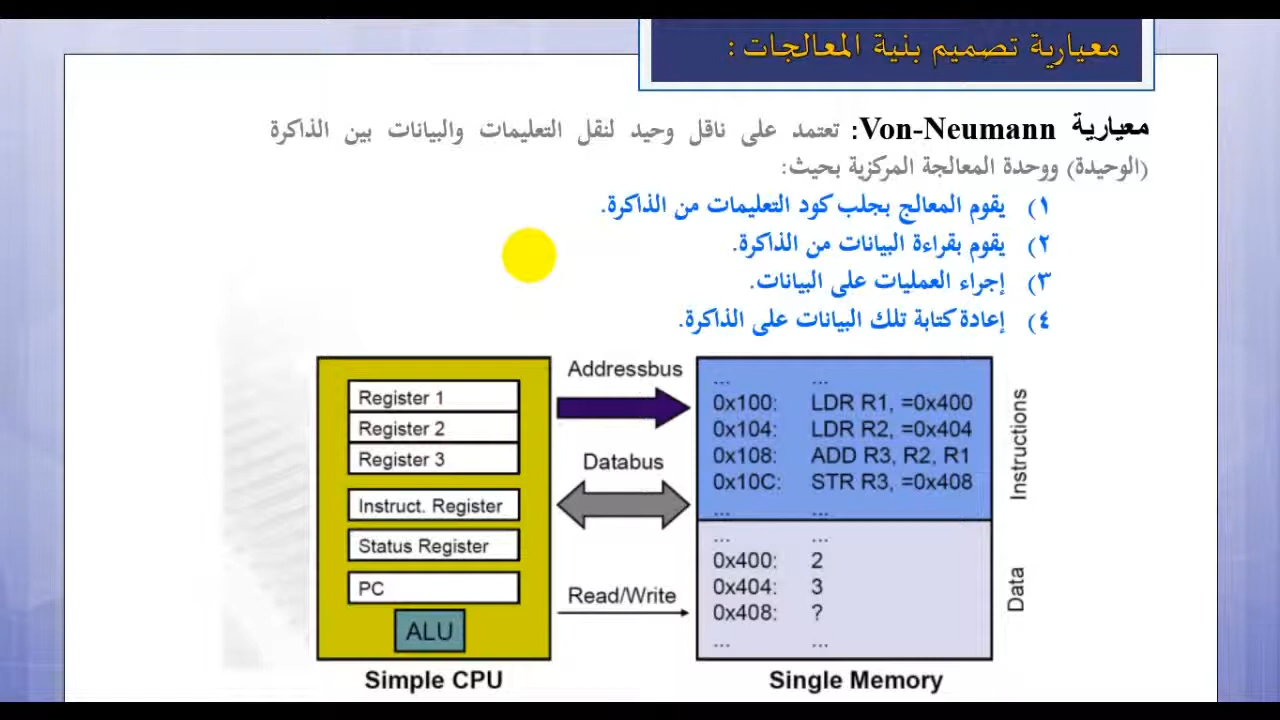 معيارية تصميم بنية المعالجات:
معيارية Von-Neumann: تعتمد على ناقل وحيد لنقل التعليمات والبيانات بين الذاكرة
(الوحيدة) ووحدة المعالجة المركزية بحيث:
١) يقوم المعالج بجلب كود التعليمات من الذاكرة.
٢) يقوم بقراءة البيانات من الذاكرة.
٣) إجراء العمليات على البيانات.
٤) إعادة كتابة تلك البيانات على الذاكرة.
Register 1
Register 2
Register 3
Instruct. Register
Status Register
PC
ALU
Simple CPU
Addressbus
Databus
Read/Write
... ...
0x100: LDR R1, =0x400
0x104: LDR R2, =0x404
0x108: ADD R3, R2, R1
0x10C: STR R3, =0x408
... ...
... ...
0x400: 2
0x404: 3
0x408: ?
... ...
Single Memory
Instructions
Data